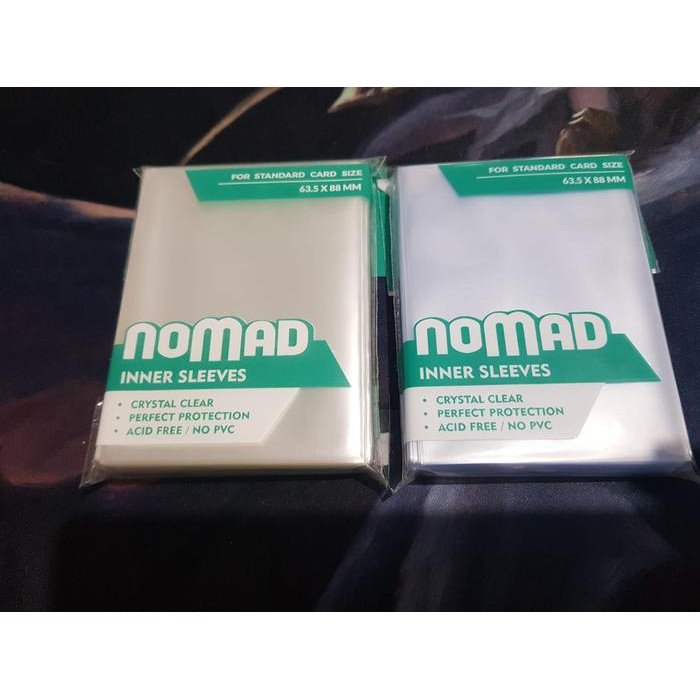 FOR STANDARD CARD SIZE
63.5 X 88 MM
NOMAD
INNER SLEEVES
• CRYSTAL CLEAR
• PERFECT PROTECTION
• ACID FREE / NO PVC
FOR STANDARD CARD SIZE
63.5 X 88 MM
NOMAD
INNER SLEEVES
• CRYSTAL CLEAR
• PERFECT PROTECTION
• ACID FREE / NO PVC